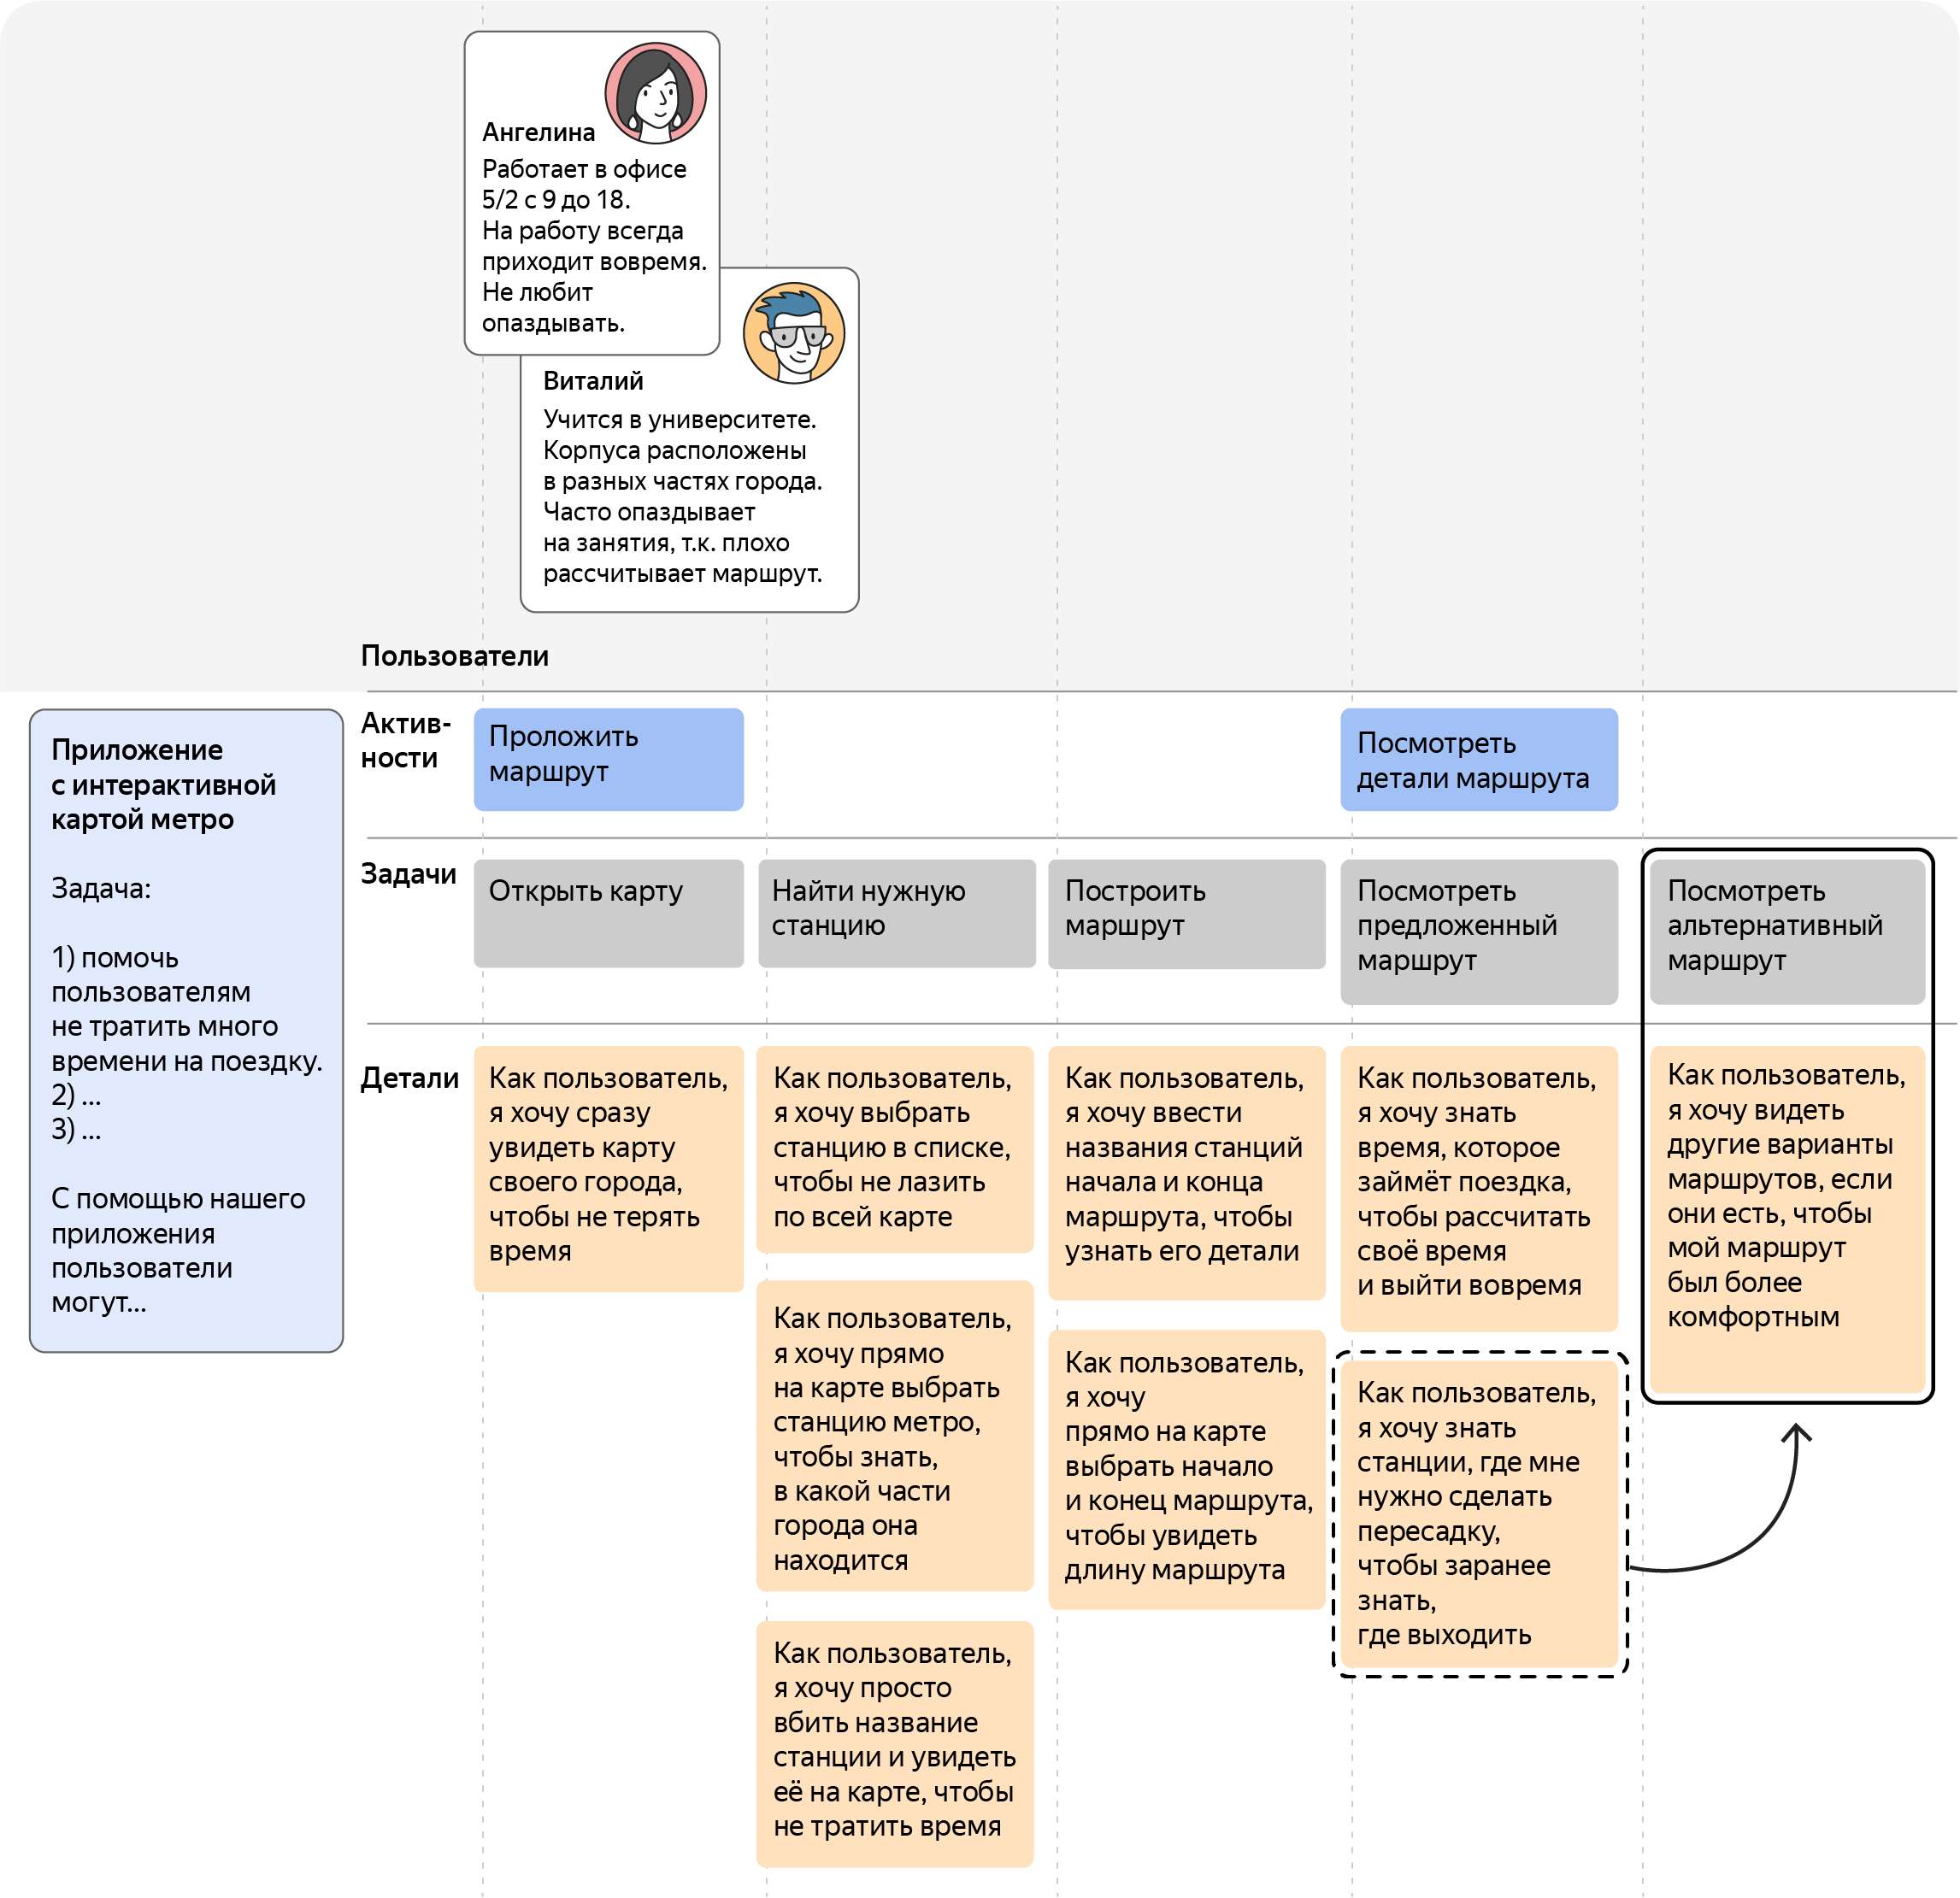 Ангелина
Работает в офисе
5/2 с 9 до 18.
На работу всегда
приходит вовремя.
Не любит
опаздывать.
Виталий
Учится в университете.
Корпуса расположены
в разных частях города.
Часто опаздывает
на занятия, т.к. плохо
рассчитывает маршрут.
Пользователи
Приложение
с интерактивной
картой метро
Задача:
1) помочь
пользователям
не тратить много
времени на поездку.
2) ...
3) ...
С помощью нашего
приложения
пользователи
могут...
Актив-
ности
Проложить
маршрут
Посмотреть
детали маршрута
Задачи
Открыть карту
Найти нужную
станцию
Построить
маршрут
Посмотреть
предложенный
маршрут
Посмотреть
альтернативный
маршрут
Детали
Как пользователь,
я хочу сразу
увидеть карту
своего города,
чтобы не терять
время
Как пользователь,
я хочу выбрать
станцию в списке,
чтобы не лазить
по всей карте
Как пользователь,
я хочу прямо
на карте выбрать
станцию метро,
чтобы знать,
в какой части
города она
находится
Как пользователь,
я хочу просто
вбить название
станции и увидеть
её на карте, чтобы
не тратить время
Как пользователь,
я хочу ввести
названия станций
начала и конца
маршрута, чтобы
узнать его детали
Как пользователь,
я хочу
прямо на карте
выбрать начало
и конец маршрута,
чтобы увидеть
длину маршрута
Как пользователь,
я хочу знать
время, которое
займёт поездка,
чтобы рассчитать
своё время
и выйти вовремя
Как пользователь,
я хочу знать
станции, где мне
нужно сделать
пересадку,
чтобы заранее
знать,
где выходить
Как пользователь,
я хочу видеть
другие варианты
маршрутов, если
они есть, чтобы
мой маршрут
был более
комфортным